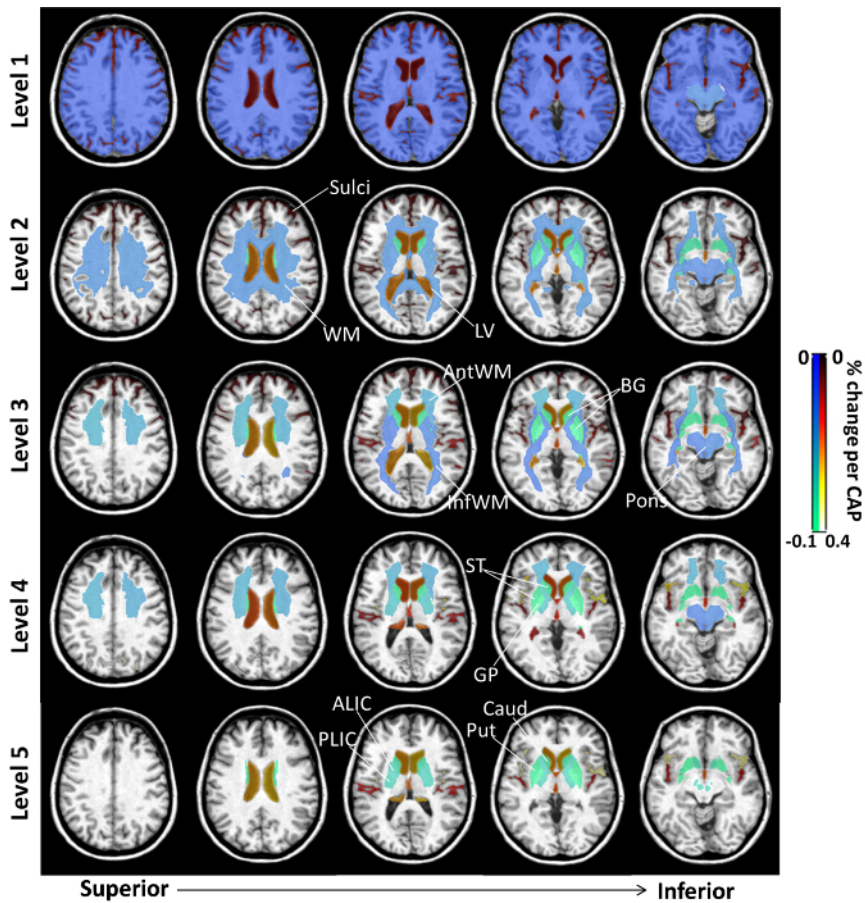 Level 1
Level 2
Sulci
WM
LV
Level 3
AntWM
BG
InfWM
Pons
0 0
% change per CAP
-0.1 0.4
Level 4
ST
GP
Level 5
ALIC
PLIC
Caud
Put
Superior Inferior